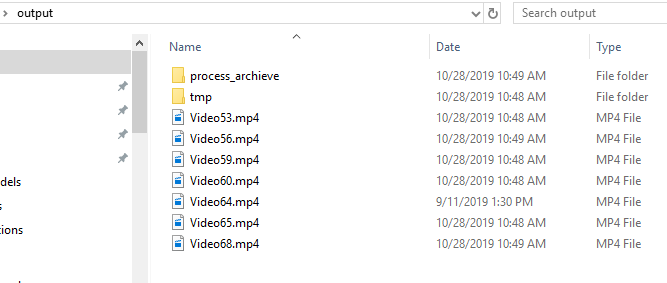 output
Search output
Name Date Type
process_archieve 10/28/2019 10:49 AM File folder
tmp 10/28/2019 10:48 AM File folder
Video53.mp4 10/28/2019 10:48 AM MP4 File
Video56.mp4 10/28/2019 10:49 AM MP4 File
Video59.mp4 10/28/2019 10:48 AM MP4 File
dels Video60.mp4 10/28/2019 10:48 AM MP4 File
s Video64.mp4 9/11/2019 1:30 PM MP4 File
tions Video65.mp4 10/28/2019 10:48 AM MP4 File
Video68.mp4 10/28/2019 10:49 AM MP4 File